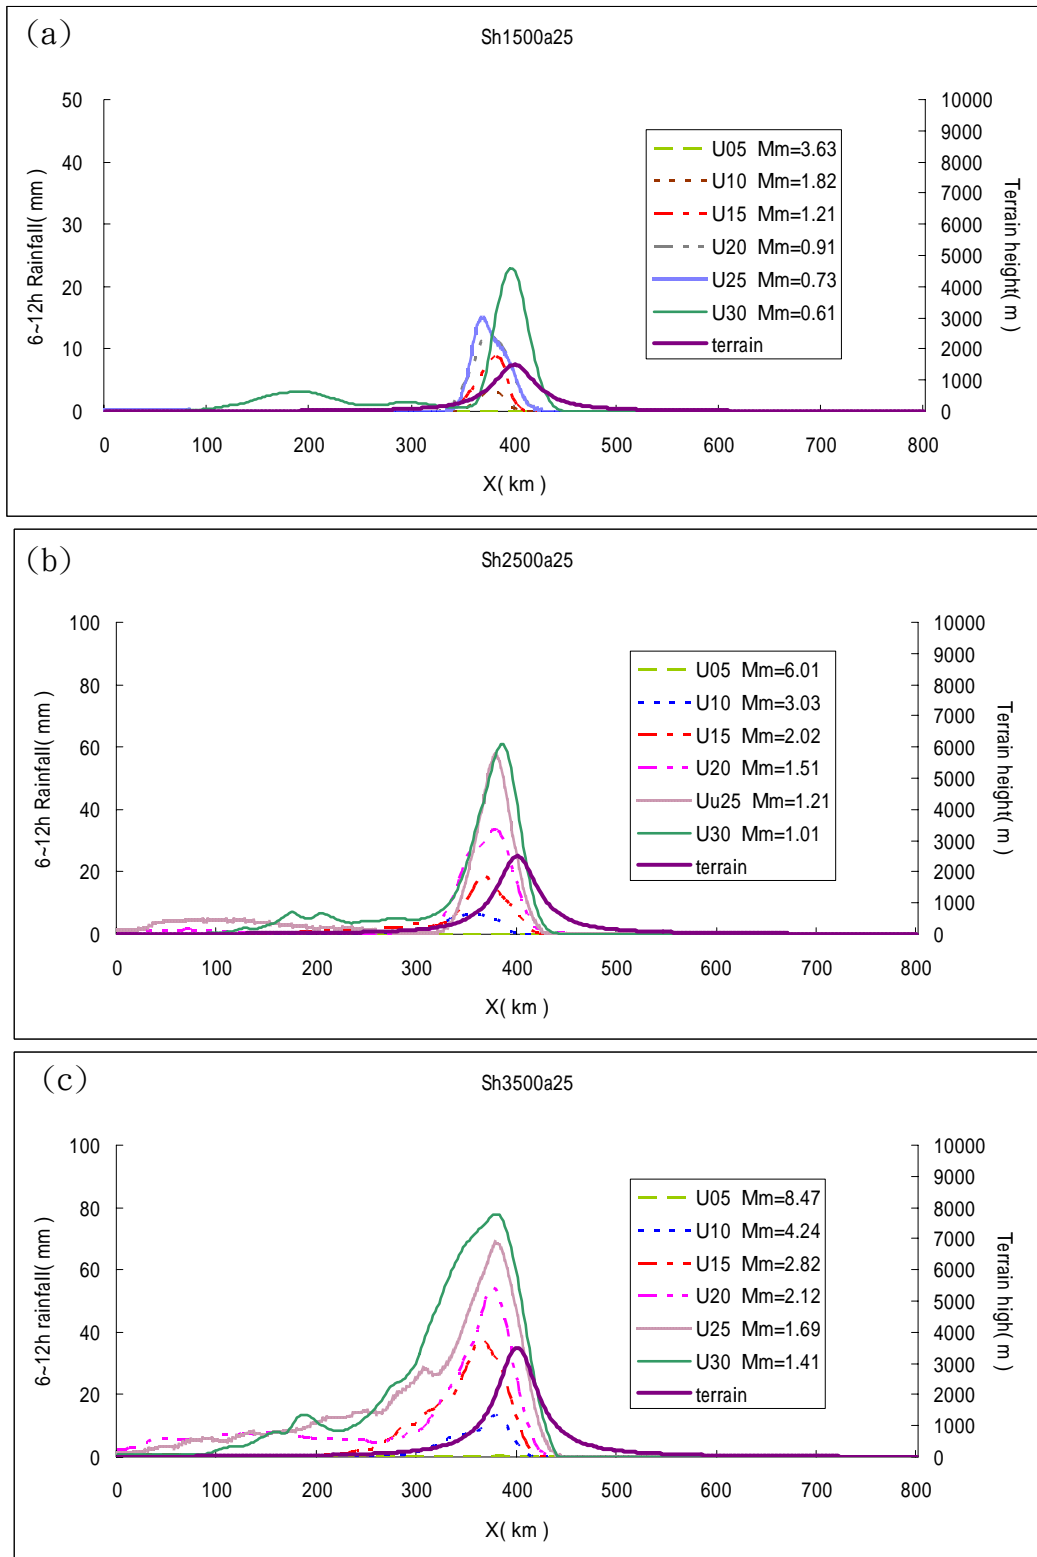 (a)
Sh1500a25
50
40
30
20
10
0
6~12h Rainfall( mm )
10000
9000
8000
7000
6000
5000
4000
3000
2000
1000
0
Terrain height( m )
U05 Mm=3.63
U10 Mm=1.82
U15 Mm=1.21
U20 Mm=0.91
U25 Mm=0.73
U30 Mm=0.61
terrain
0 100 200 300 400 500 600 700 800
X( km )
(b)
Sh2500a25
100
80
60
40
20
0
6~12h Rainfall( mm )
10000
9000
8000
7000
6000
5000
4000
3000
2000
1000
0
Terrain height( m )
U05 Mm=6.01
U10 Mm=3.03
U15 Mm=2.02
U20 Mm=1.51
Uu25 Mm=1.21
U30 Mm=1.01
terrain
0 100 200 300 400 500 600 700 800
X( km )
(c)
Sh3500a25
100
80
60
40
20
0
6~12h rainfall( mm )
10000
9000
8000
7000
6000
5000
4000
3000
2000
1000
0
Terrain high( m )
U05 Mm=8.47
U10 Mm=4.24
U15 Mm=2.82
U20 Mm=2.12
U25 Mm=1.69
U30 Mm=1.41
terrain
0 100 200 300 400 500 600 700 800
X( km )